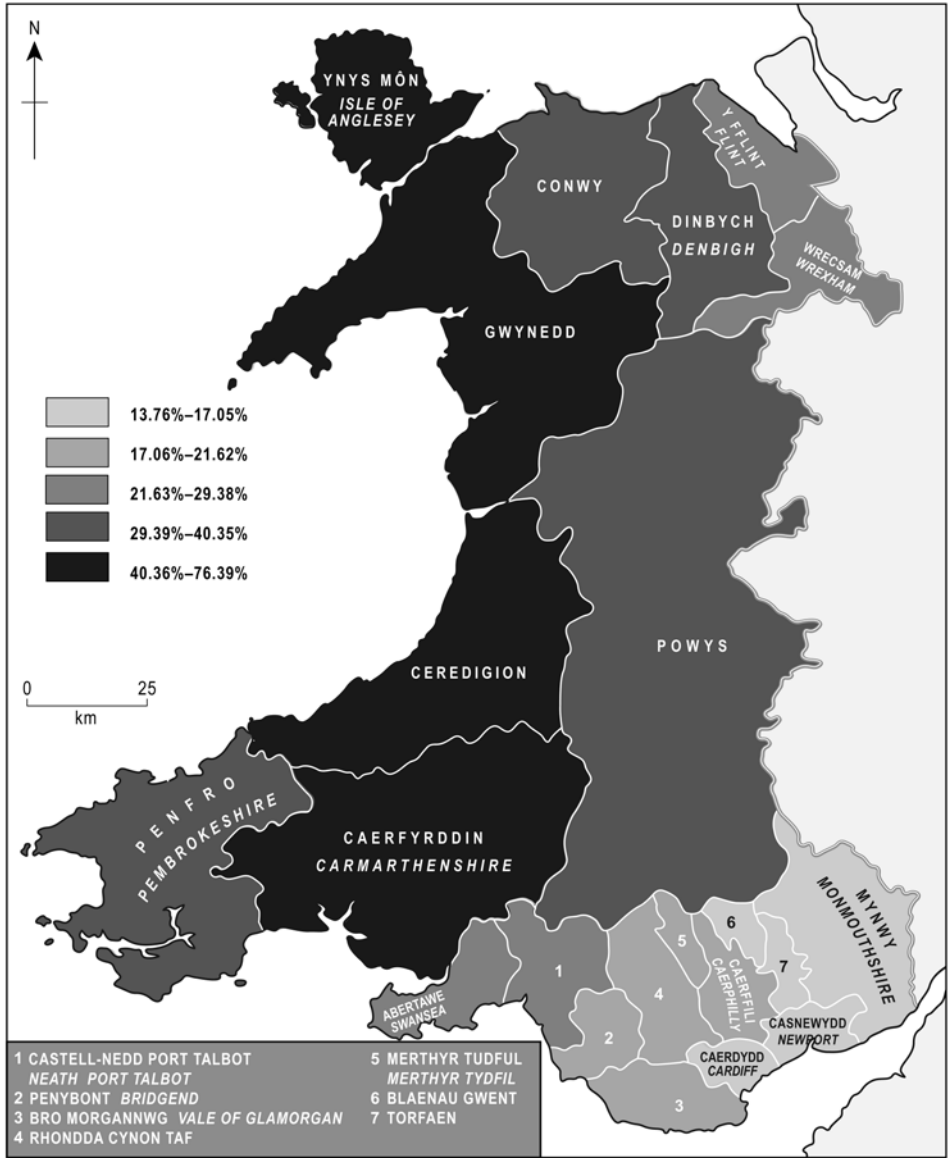 N
YNYS MÔN
ISLE OF
ANGLESEY
Y FFLINT
FLINT
CONWY
DINBYCH
DENBIGH
WRECSAM
WREXHAM
GWYNEDD
13.76%–17.05%
17.06%–21.62%
21.63%–29.38%
29.39%–40.35%
40.36%–76.39%
POWYS
CEREDIGION
0 25
km
PENFRO
PEMBROKESHIRE
CAERFYRDDIN
CARMARTHENSHIRE
MYNWY
MONMOUTHSHIRE
6
5
CAERFFILI
CAERPHILLY
7
1
4
ABERTAWE
SWANSEA
2
CASNEWYDD
NEWPORT
CAERDYDD
CARDIFF
3
1 CASTELL-NEDD PORT TALBOT
NEATH PORT TALBOT
2 PENYBONT BRIDGEND
3 BRO MORGANNWG VALE OF GLAMORGAN
4 RHONDDA CYNON TAF
5 MERTHYR TUDFUL
MERTHYR TYDFIL
6 BLAENAU GWENT
7 TORFAEN